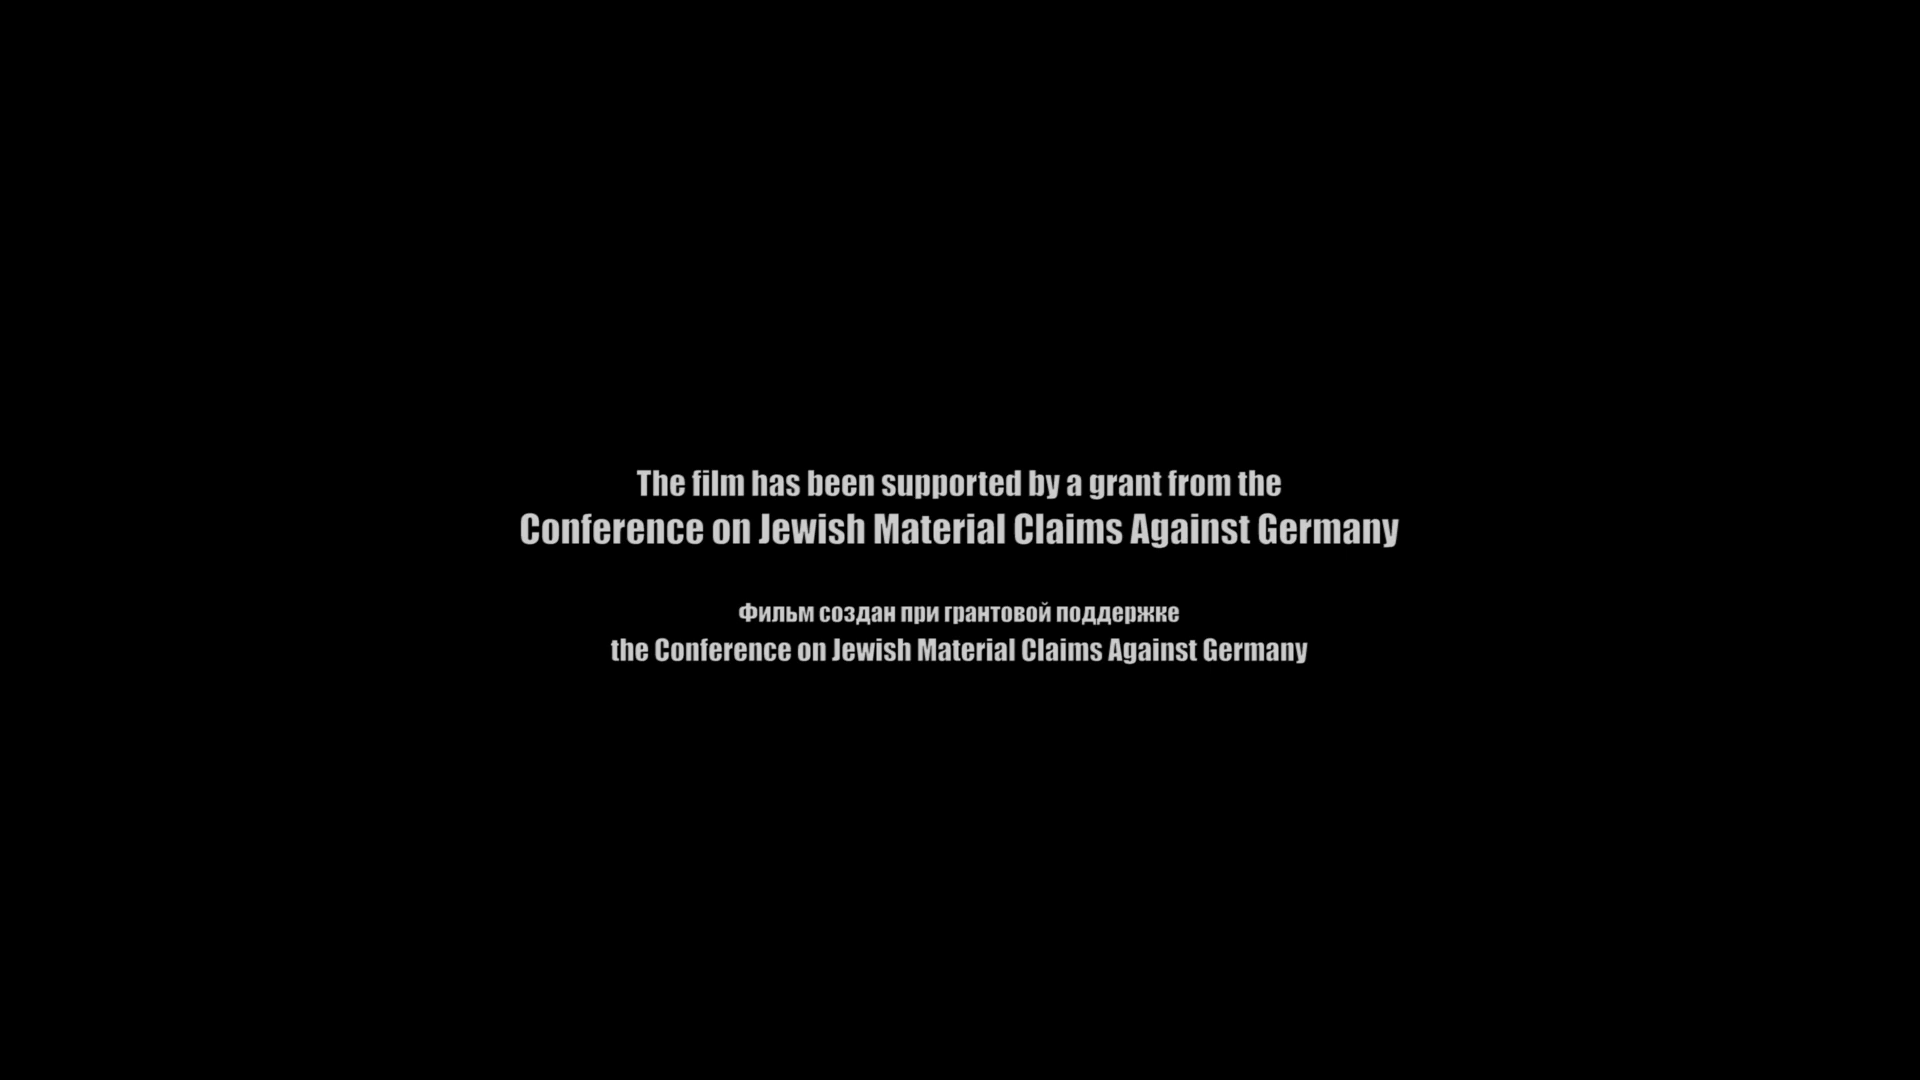 The film has been supported by a grant from the
Conference on Jewish Material Claims Against Germany
Фильм создан при грантовой поддержке
the Conference on Jewish Material Claims Against Germany